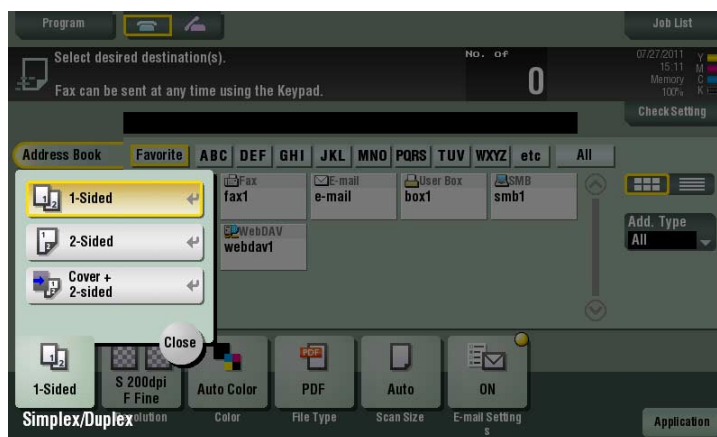 Program
Job List
Select desired destination(s).
No. of
07/27/2011
15:11
Y
M
Fax can be sent at any time using the Keypad.
0
Memory
100%
C
K
Check Setting
Address Book
Favorite
ABC
DEF
GHI
JKL
MNO
PQRS
TUV
WXYZ
etc
All
1-Sided
Fax
fax1
E-mail
e-mail
User Box
box1
SMB
smb1
2-Sided
WebDAV
webdav1
Add. Type
All
Cover +
2-sided
Close
1-Sided
S 200dpi
F Fine
Auto Color
PDF
PDF
Auto
ON
Simplex/Duplex
olution
Color
File Type
Scan Size
E-mail Setting
s
Application